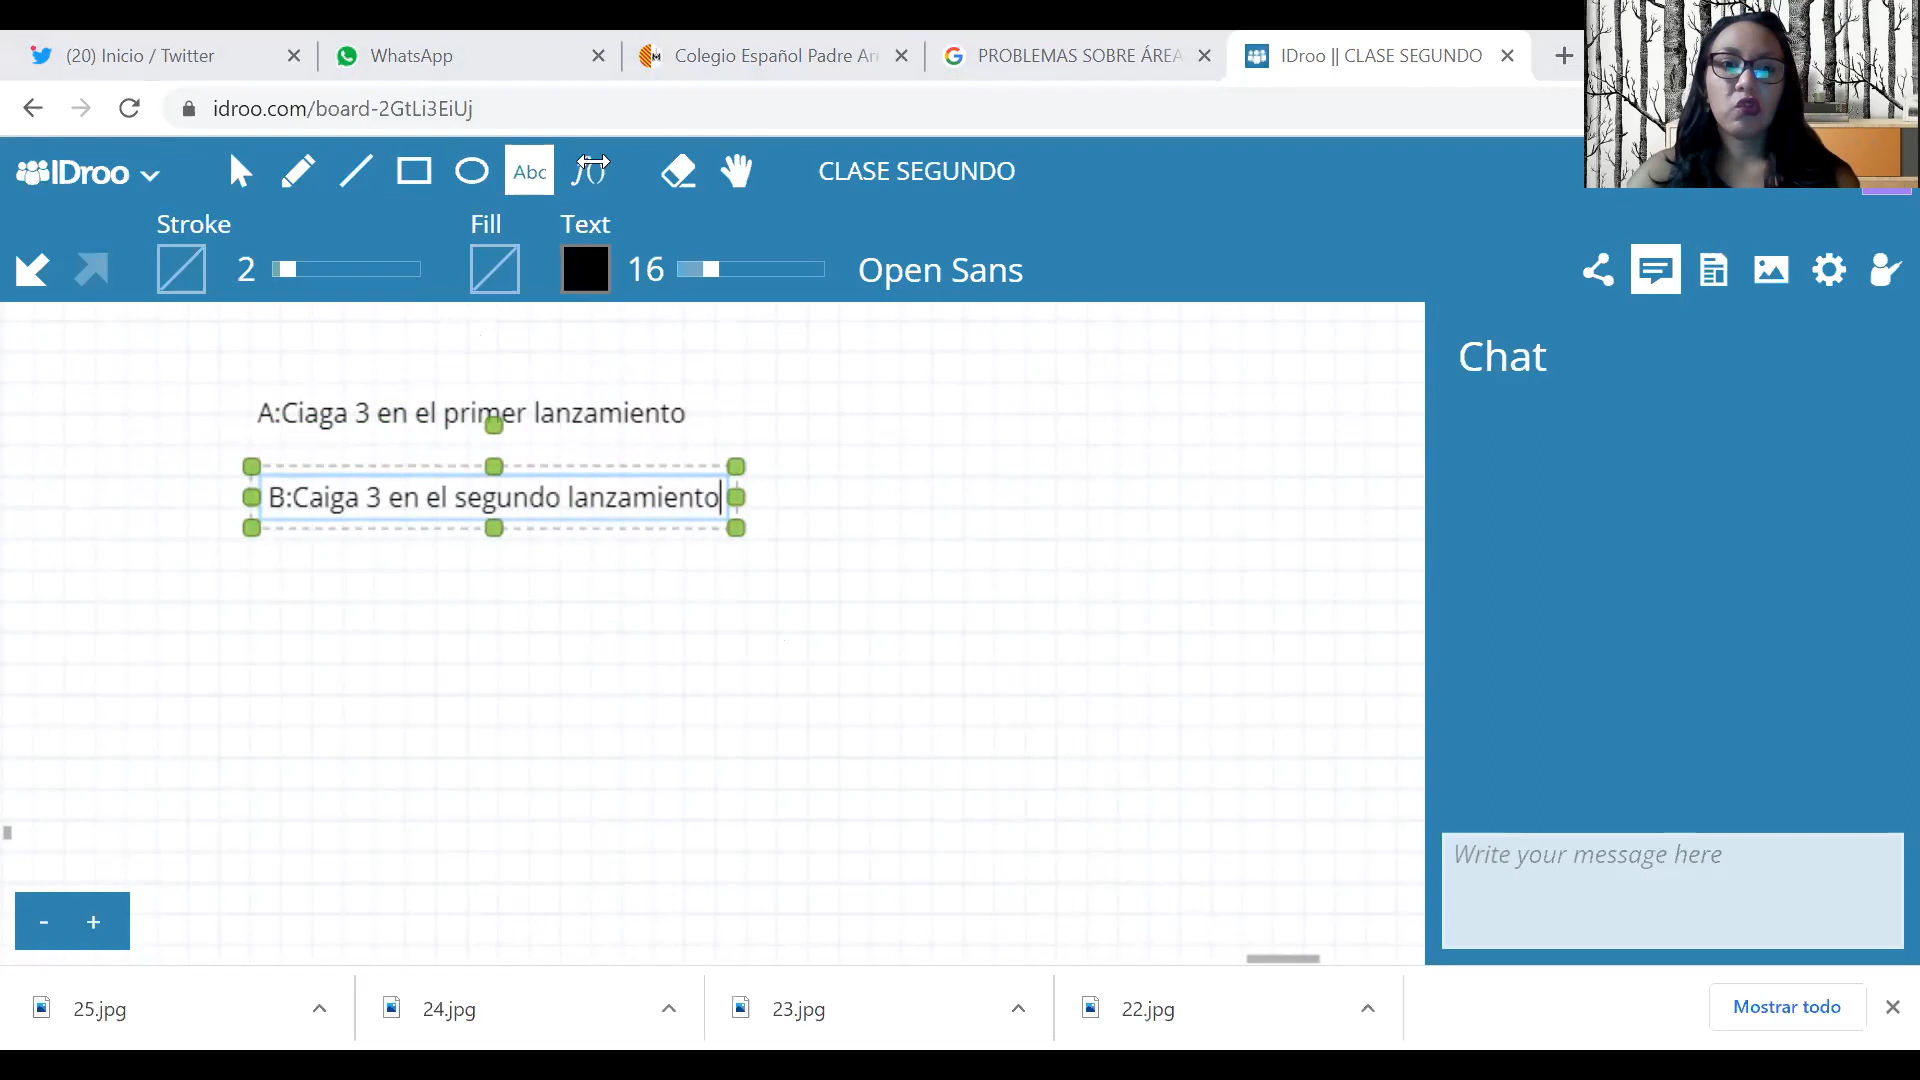 (20) Inicio / Twitter
WhatsApp
Colegio Español Padre Arr
PROBLEMAS SOBRE ÁREA
IDroo || CLASE SEGUNDO
idroo.com/board-2GtLi3EiUj
IDroo
Abc
f()
CLASE SEGUNDO
Stroke
Fill
Text
2
16
Open Sans
A:Ciaga 3 en el primer lanzamiento
B:Caiga 3 en el segundo lanzamiento
Chat
Write your message here
- +
25.jpg
24.jpg
23.jpg
22.jpg
Mostrar todo